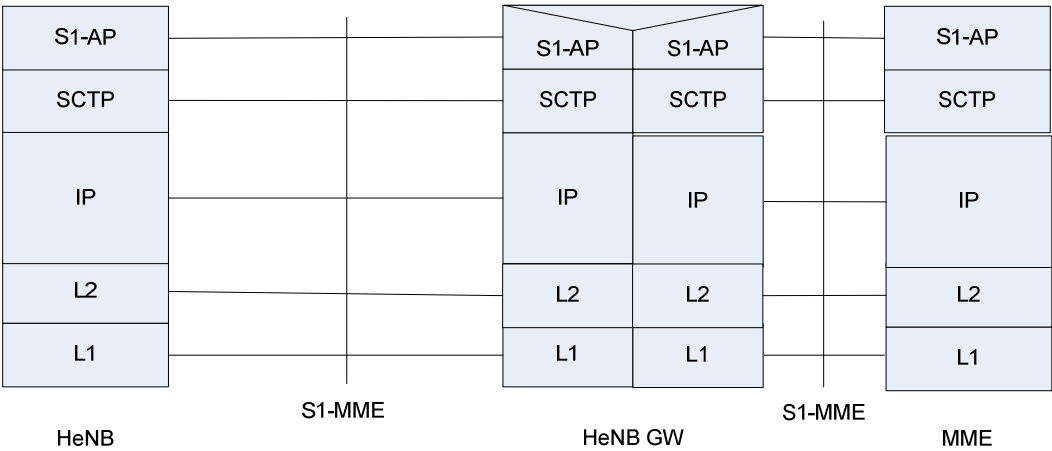 S1-AP
S1-AP
S1-AP
S1-AP
SCTP
SCTP
SCTP
SCTP
IP
IP
IP
IP
L2
L2
L2
L2
L1
L1
L1
L1
S1-MME
S1-MME
HeNB
HeNB GW
MME